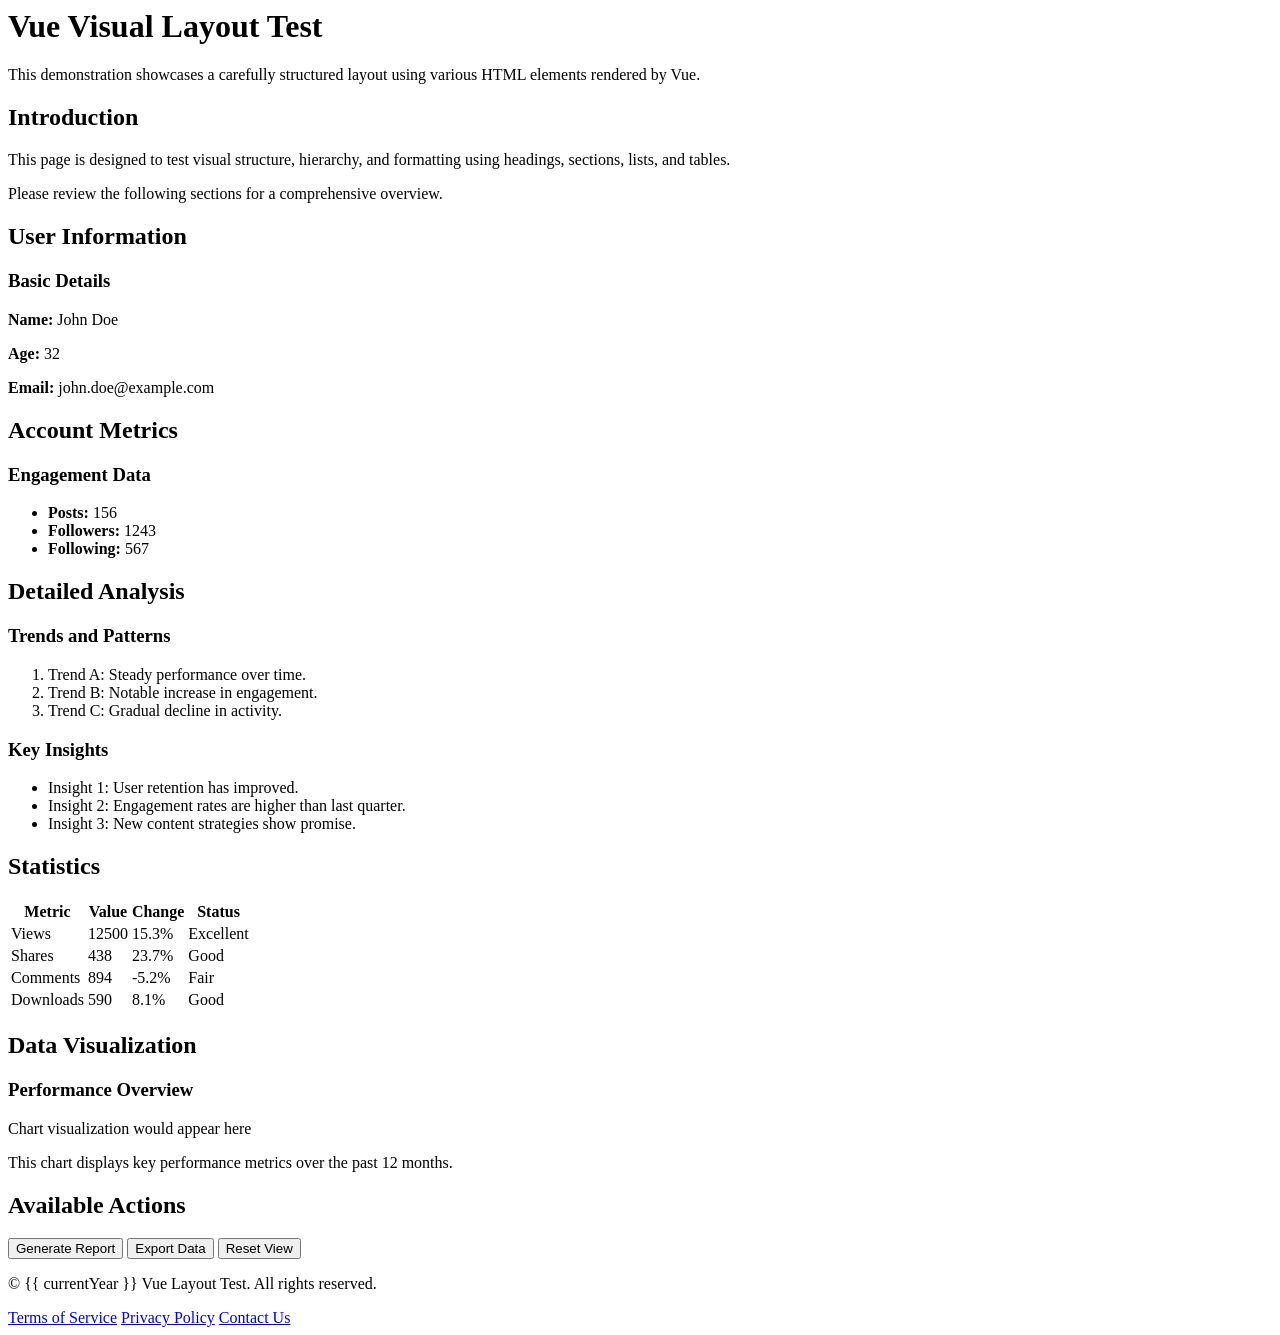 Vue Visual Layout Test
This demonstration showcases a carefully structured layout using various HTML elements rendered by Vue.
Introduction
This page is designed to test visual structure, hierarchy, and formatting using headings, sections, lists, and tables.
Please review the following sections for a comprehensive overview.
User Information
Basic Details
Name: John Doe
Age: 32
Email: john.doe@example.com
Account Metrics
Engagement Data
• Posts: 156
• Followers: 1243
• Following: 567
Detailed Analysis
Trends and Patterns
1. Trend A: Steady performance over time.
2. Trend B: Notable increase in engagement.
3. Trend C: Gradual decline in activity.
Key Insights
• Insight 1: User retention has improved.
• Insight 2: Engagement rates are higher than last quarter.
• Insight 3: New content strategies show promise.
Statistics
Metric Value Change Status
Views 12500 15.3% Excellent
Shares 438 23.7% Good
Comments 894 -5.2% Fair
Downloads 590 8.1% Good
Data Visualization
Performance Overview
Chart visualization would appear here
This chart displays key performance metrics over the past 12 months.
Available Actions
Generate Report Export Data Reset View
© {{ currentYear }} Vue Layout Test. All rights reserved.
Terms of Service Privacy Policy Contact Us